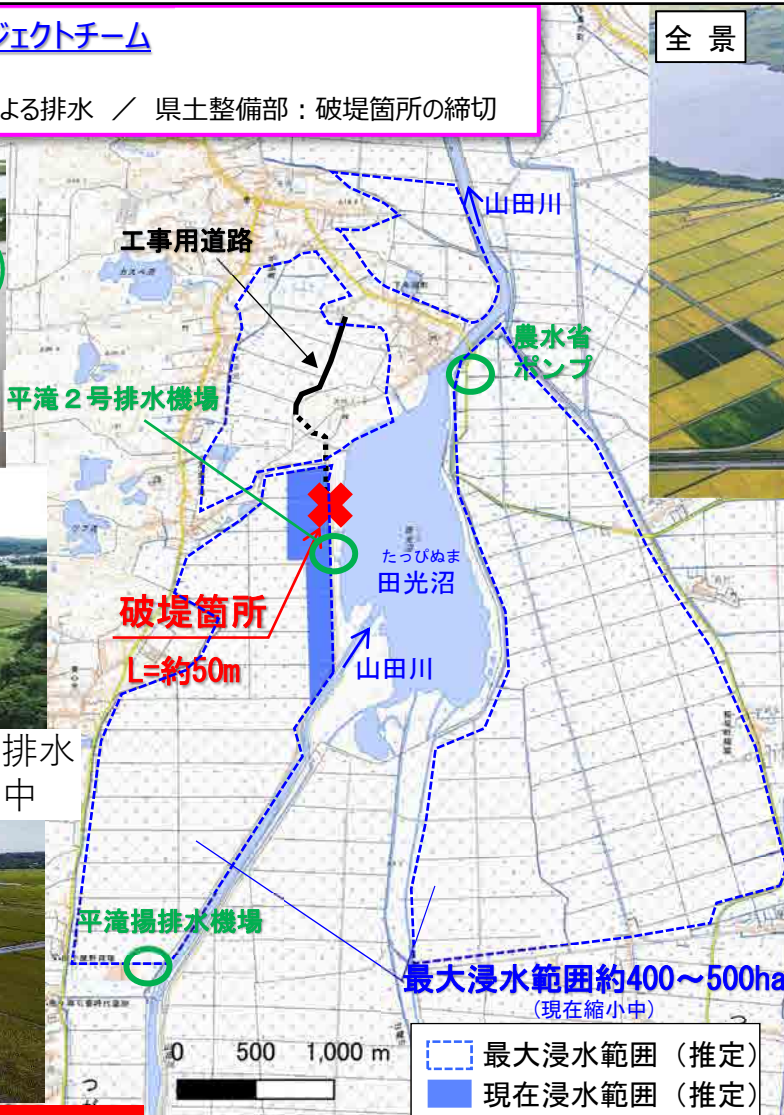 ジェクトチーム
よる排水 ／ 県土整備部：破堤箇所の締切
全 景
山田川
工事用道路
農水省
ポンプ
平滝２号排水機場
たっぴぬま
田光沼
破堤箇所
L=約50m
山田川
排水
中
平滝揚排水機場
最大浸水範囲約400～500ha
（現在縮小中）
0 500 1,000 m
最大浸水範囲（推定）
現在浸水範囲（推定）
つが